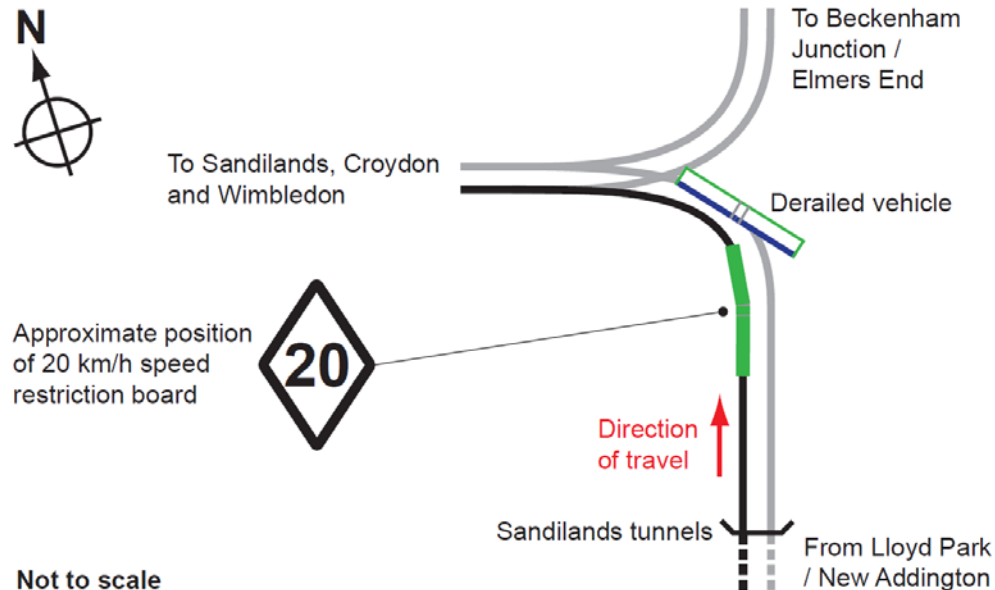 N
To Beckenham
Junction /
Elmers End
To Sandilands, Croydon
and Wimbledon
Derailed vehicle
Approximate position
of 20 km/h speed
restriction board
20
Direction
of travel
Sandilands tunnels
From Lloyd Park
/ New Addington
Not to scale